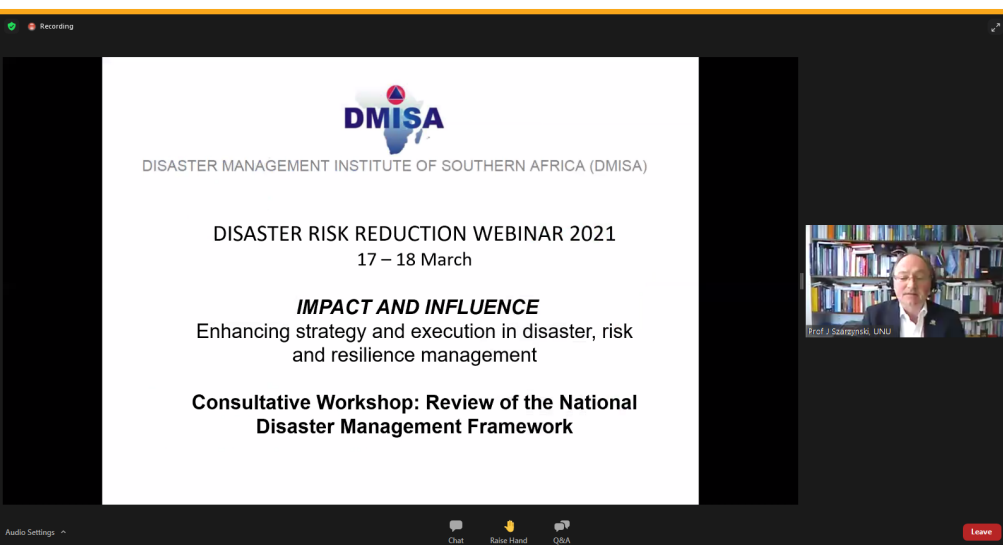 Recording
DMISA
DISASTER MANAGEMENT INSTITUTE OF SOUTHERN AFRICA (DMISA)
DISASTER RISK REDUCTION WEBINAR 2021
17 – 18 March
IMPACT AND INFLUENCE
Enhancing strategy and execution in disaster, risk
and resilience management
Consultative Workshop: Review of the National
Disaster Management Framework
Prof J Szarzynski, UNU
Audio Settings
Chat
Raise Hand
Q&A
Leave